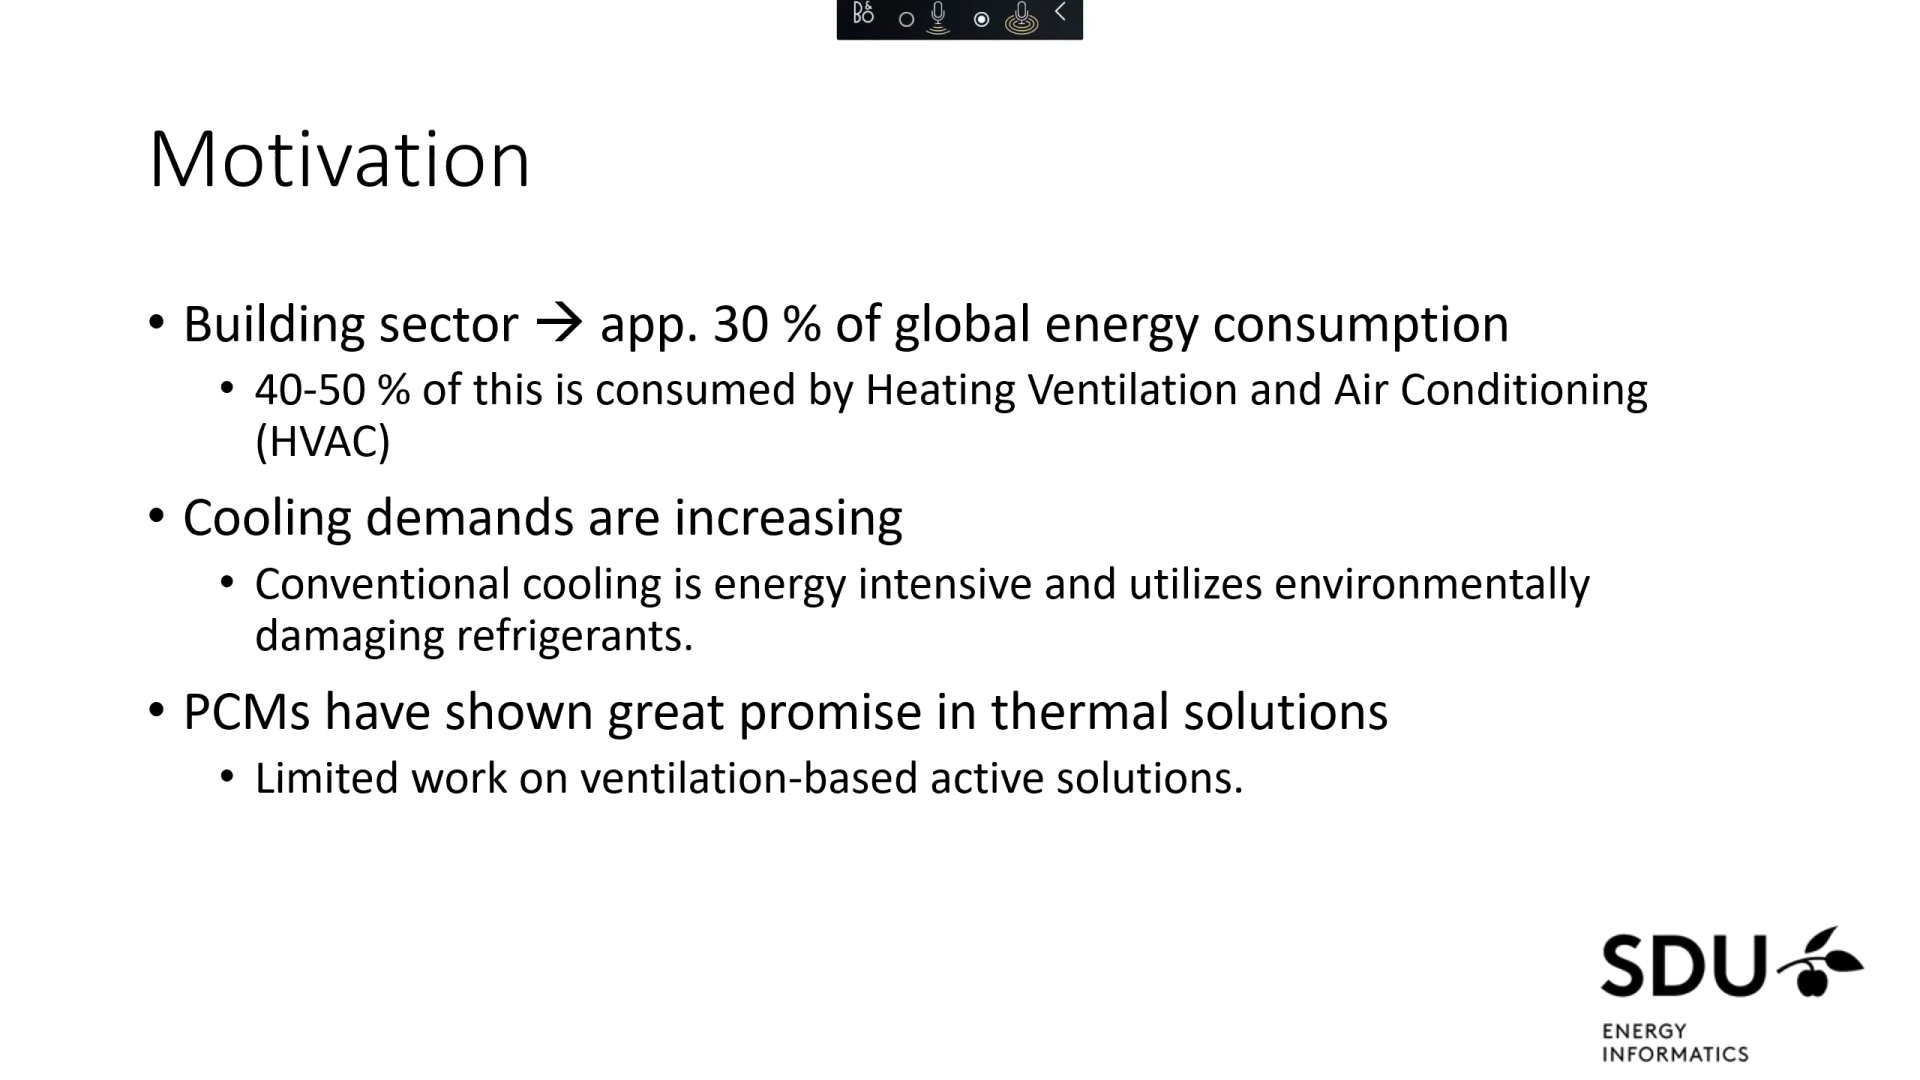 B&O
Motivation
• Building sector → app. 30 % of global energy consumption
• 40-50 % of this is consumed by Heating Ventilation and Air Conditioning
(HVAC)
• Cooling demands are increasing
• Conventional cooling is energy intensive and utilizes environmentally
damaging refrigerants.
• PCMs have shown great promise in thermal solutions
• Limited work on ventilation-based active solutions.
SDU
ENERGY
INFORMATICS